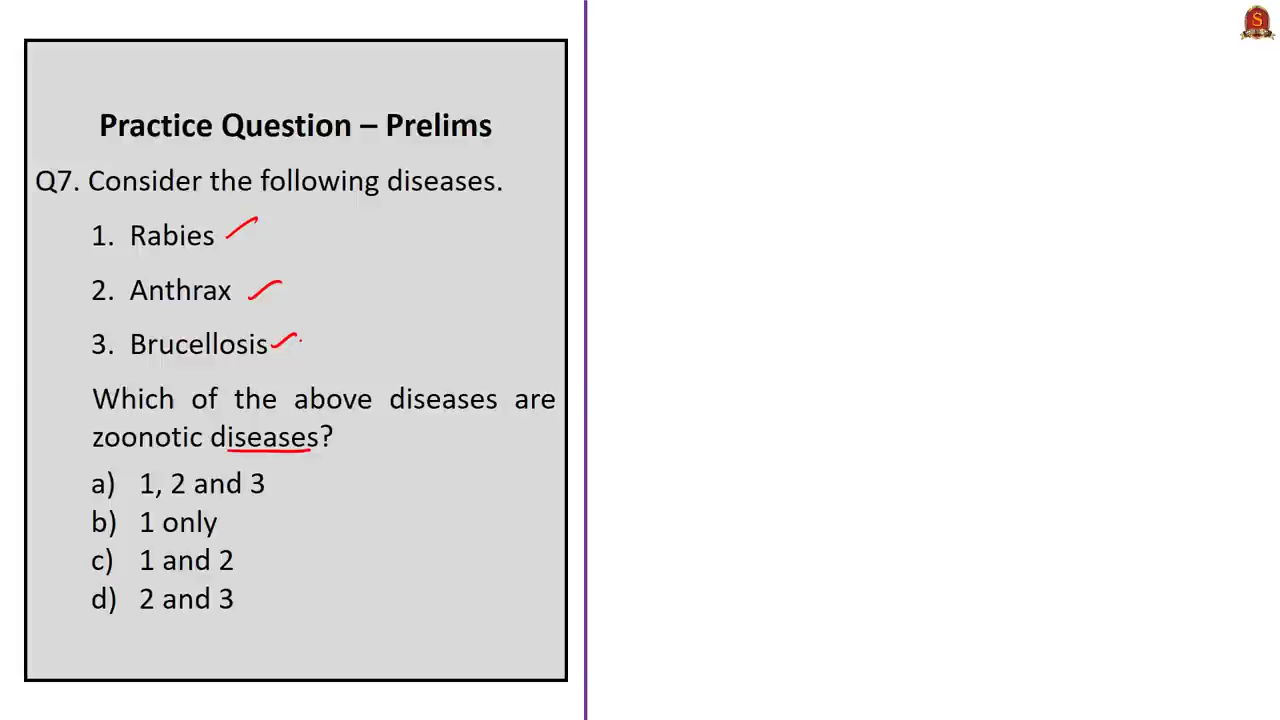 Practice Question – Prelims
Q7. Consider the following diseases.
1. Rabies
2. Anthrax
3. Brucellosis
Which of the above diseases are
zoonotic diseases?
a) 1, 2 and 3
b) 1 only
c) 1 and 2
d) 2 and 3
S